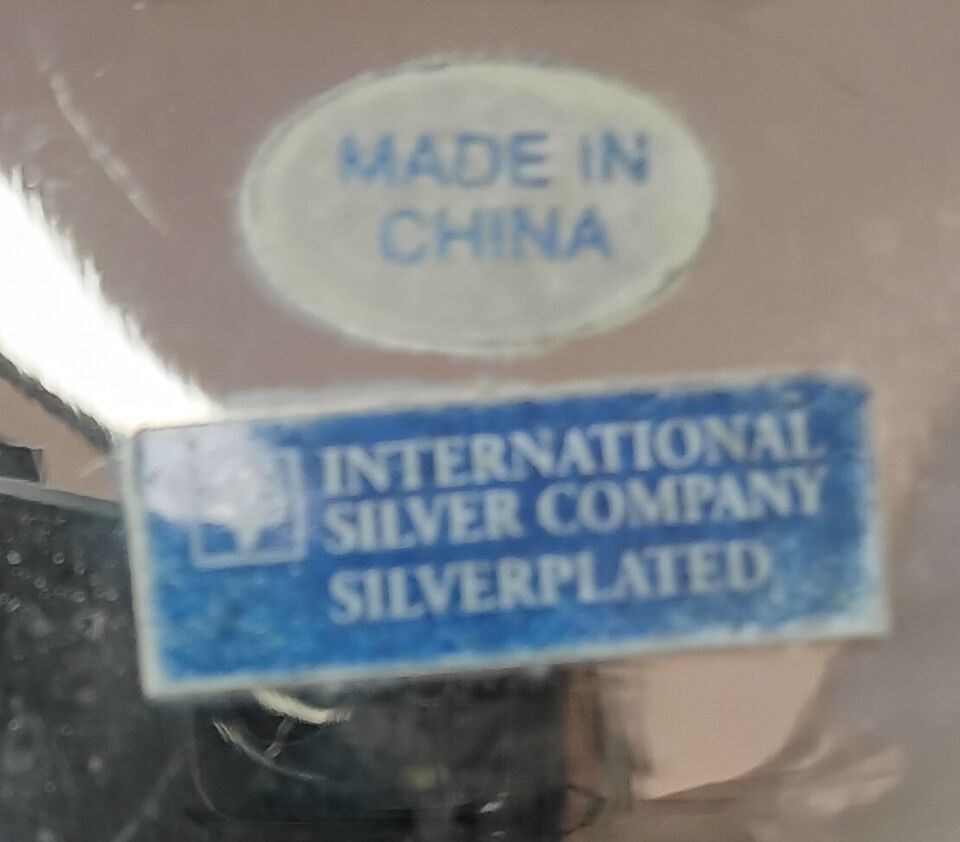 MADE IN
CHINA
INTERNATIONAL
SILVER COMPANY
SILVERPLATED